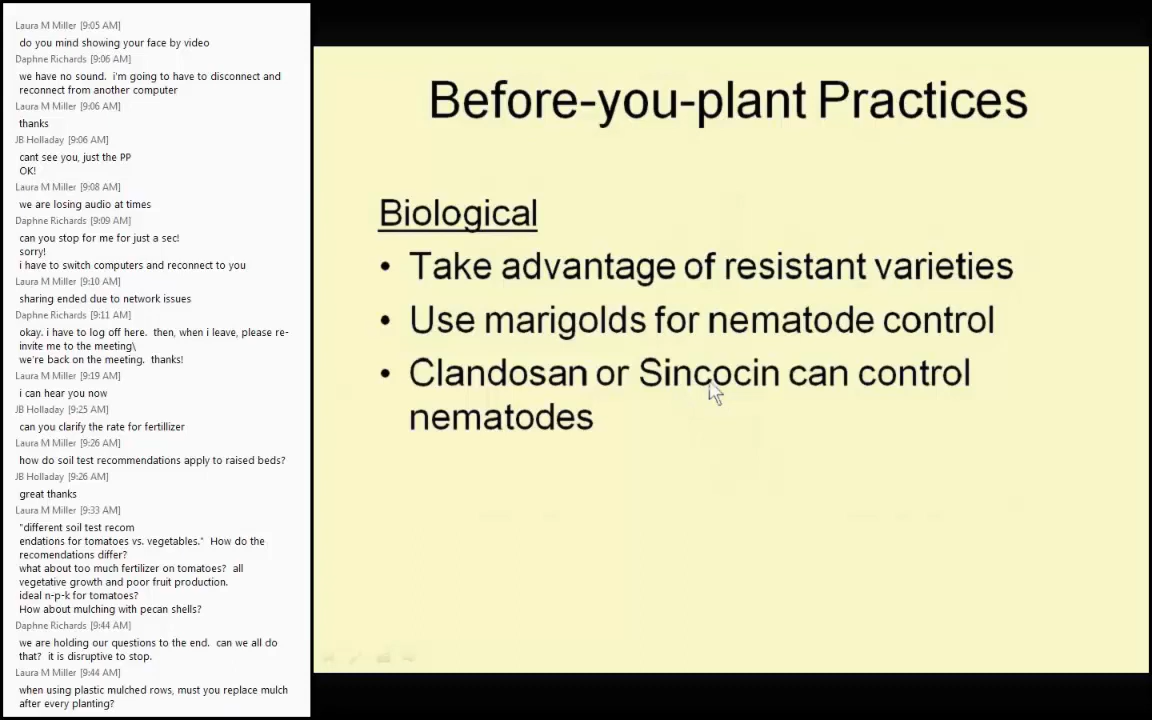 Laura M Miller [9:05 AM]
do you mind showing your face by video
Daphne Richards [9:06 AM]
we have no sound. i'm going to have to disconnect and
reconnect from another computer
Laura M Miller [9:06 AM]
thanks
JB Holladay [9:06 AM]
cant see you, just the PP
OK!
Laura M Miller [9:08 AM]
we are losing audio at times
Daphne Richards [9:09 AM]
can you stop for me for just a sec!
sorry!
i have to switch computers and reconnect to you
Laura M Miller [9:10 AM]
sharing ended due to network issues
Daphne Richards [9:11 AM]
okay. i have to log off here. then, when i leave, please re-
invite me to the meeting\
we're back on the meeting. thanks!
Laura M Miller [9:19 AM]
i can hear you now
JB Holladay [9:25 AM]
can you clarify the rate for fertillizer
Laura M Miller [9:26 AM]
how do soil test recommendations apply to raised beds?
JB Holladay [9:26 AM]
great thanks
Laura M Miller [9:33 AM]
"different soil test recom
endations for tomatoes vs. vegetables." How do the
recomendations differ?
what about too much fertilizer on tomatoes? all
vegetative growth and poor fruit production.
ideal n-p-k for tomatoes?
How about mulching with pecan shells?
Daphne Richards [9:44 AM]
we are holding our questions to the end. can we all do
that? it is disruptive to stop.
Laura M Miller [9:44 AM]
when using plastic mulched rows, must you replace mulch
after every planting?
Before-you-plant Practices
Biological
• Take advantage of resistant varieties
• Use marigolds for nematode control
• Clandosan or Sincocin can control
nematodes